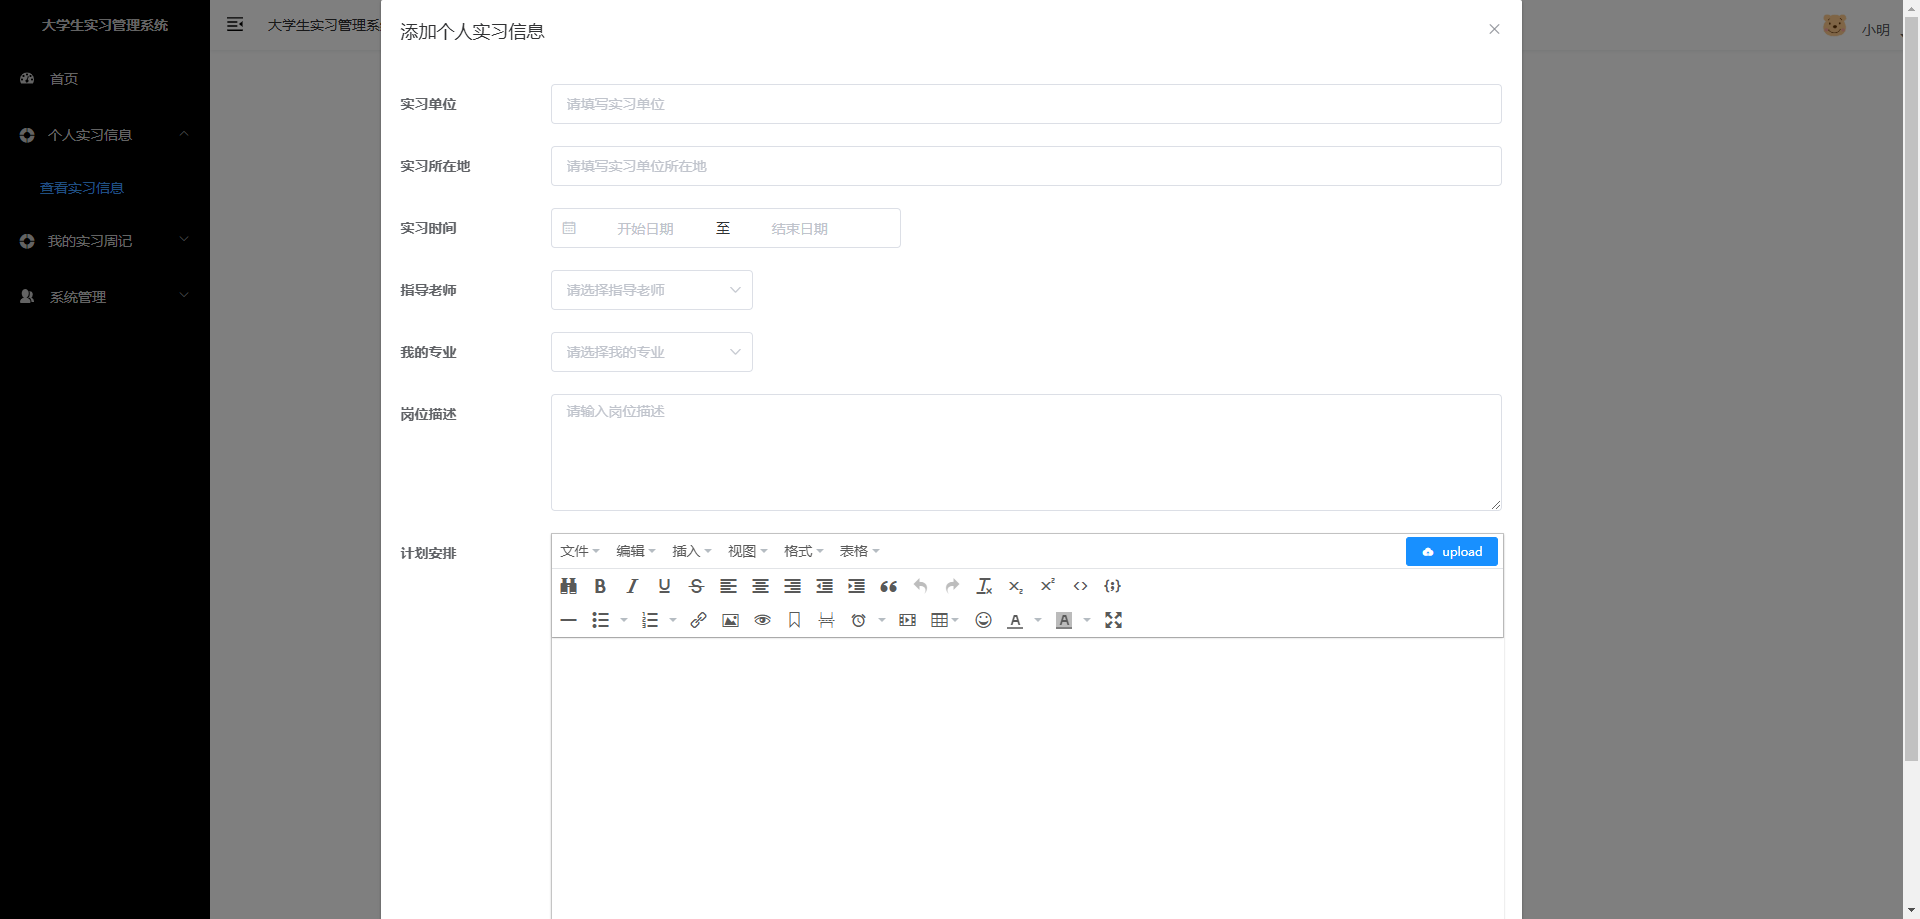 大学生实习管理系统
首页
个人实习信息
查看实习信息
我的实习周记
系统管理
大学生实习管理系
小明
添加个人实习信息
实习单位
请填写实习单位
实习所在地
请填写实习单位所在地
实习时间
开始日期 至 结束日期
指导老师
请选择指导老师
我的专业
请选择我的专业
岗位描述
请输入岗位描述
计划安排
文件 编辑 插入 视图 格式 表格
upload